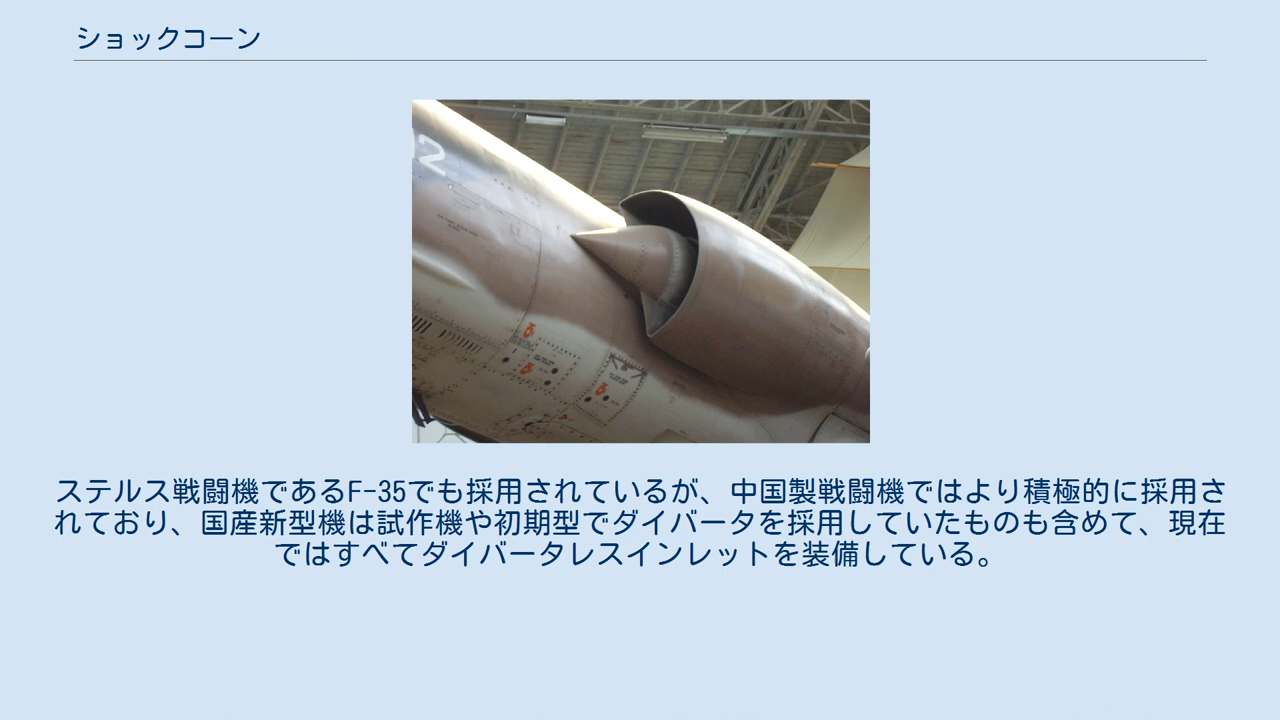 ショックコーン
2
ステルス戦闘機であるF-35でも採用されているが、中国製戦闘機ではより積極的に採用さ
れており、国産新型機は試作機や初期型でダイバータを採用していたものも含めて、現在
ではすべてダイバータレスインレットを装備している。